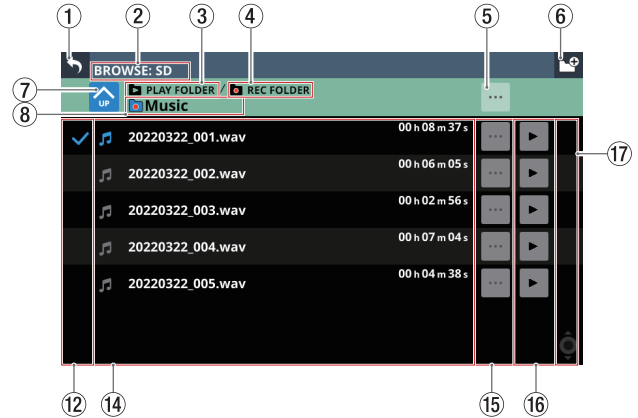 ① ② ③ ④ ⑤ ⑥
BROWSE: SD
⑦ UP PLAY FOLDER / REC FOLDER ...
⑧ Music
20220322_001.wav 00 h 08 m 37 s ... ⑰
20220322_002.wav 00 h 06 m 05 s ...
20220322_003.wav 00 h 02 m 56 s ...
20220322_004.wav 00 h 07 m 04 s ...
20220322_005.wav 00 h 04 m 38 s ...
⑫ ⑭ ⑮ ⑯